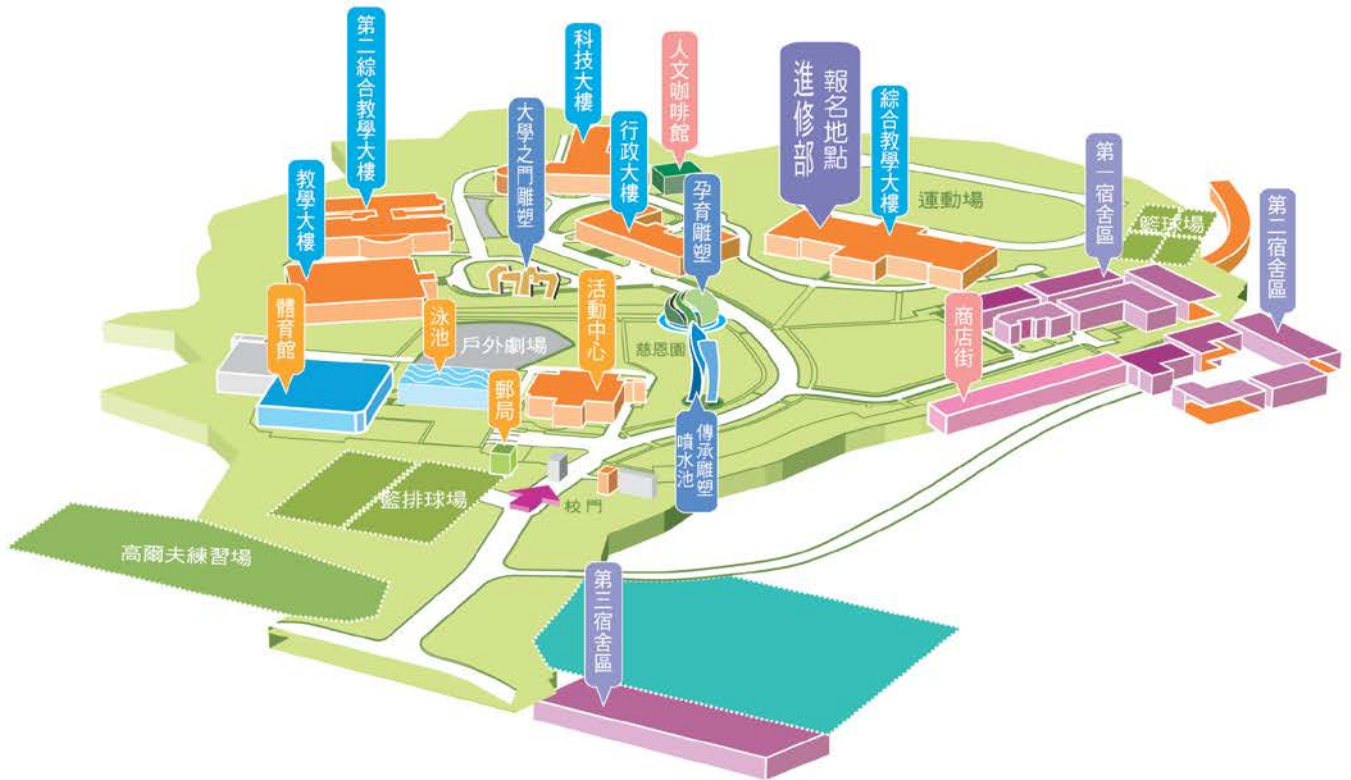 第二綜合教學大樓
科技大樓
人文咖啡館
報名地點
進修部
綜合教學大樓
大學之門雕塑
行政大樓
第一宿舍區
教學大樓
孕育雕塑
運動場
籃球場
第二宿舍區
體育館
泳池
戶外劇場
活動中心
慈恩園
商店街
郵局
傳承雕塑
噴水池
籃排球場
校門
高爾夫練習場
第三宿舍區